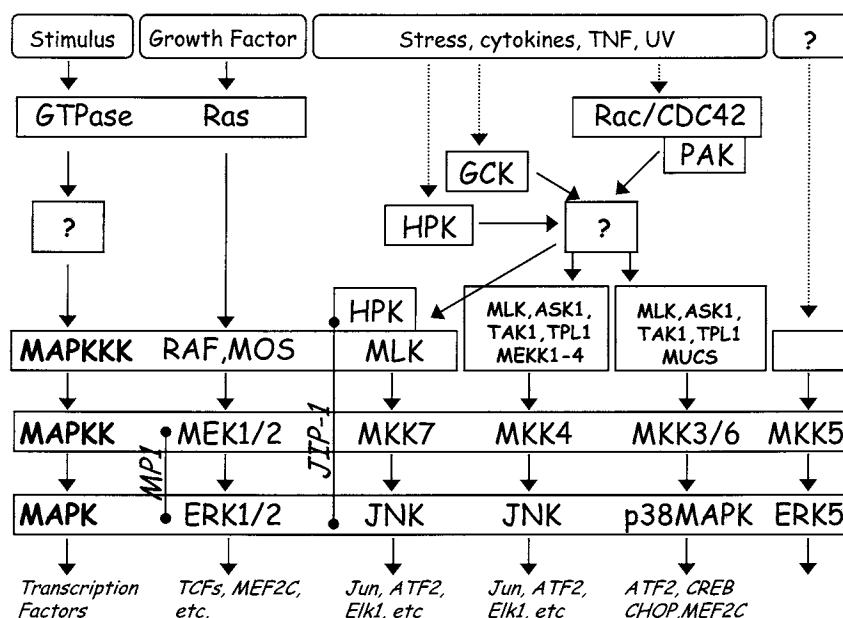 Stimulus Growth Factor Stress, cytokines, TNF, UV ?
GTPase Ras Rac/CDC42
PAK
GCK
? HPK ?
HPK MLK,ASK1, MLK, ASK1,
TAK1,TPL1 TAK1,TPL1
MAPKKK RAF,MOS MLK MEKK1-4 MUCS
MAPKK MEK1/2 MKK7 MKK4 MKK3/6 MKK5
MP1
JIP-1
MAPK ERK1/2 JNK JNK p38MAPK ERK5
Transcription TCFs, MEF2C, Jun, ATF2, Jun, ATF2, ATF2, CREB
Factors etc. Elk1, etc Elk1, etc CHOP,MEF2C